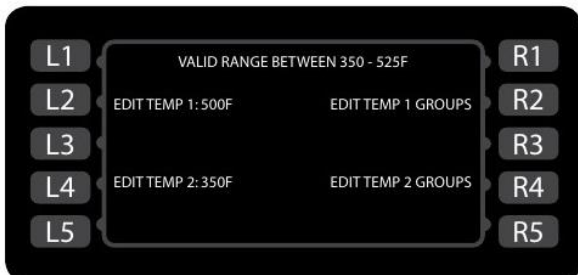 L1 VALID RANGE BETWEEN 350 - 525F R1
L2 EDIT TEMP 1: 500F EDIT TEMP 1 GROUPS R2
L3 R3
L4 EDIT TEMP 2: 350F EDIT TEMP 2 GROUPS R4
L5 R5